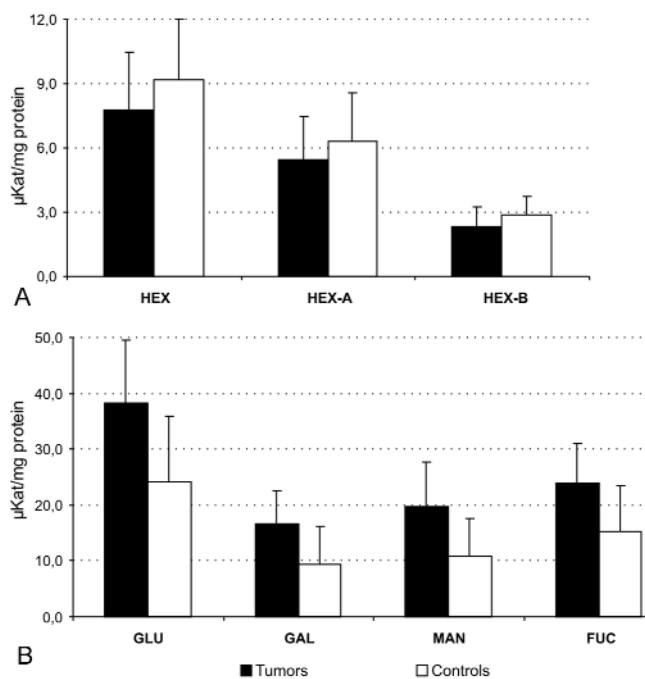 12,0
9,0
6,0
3,0
0,0
µKat/mg protein
HEX HEX-A HEX-B
A
50,0
40,0
30,0
20,0
10,0
0,0
µKat/mg protein
GLU GAL MAN FUC
B
Tumors Controls